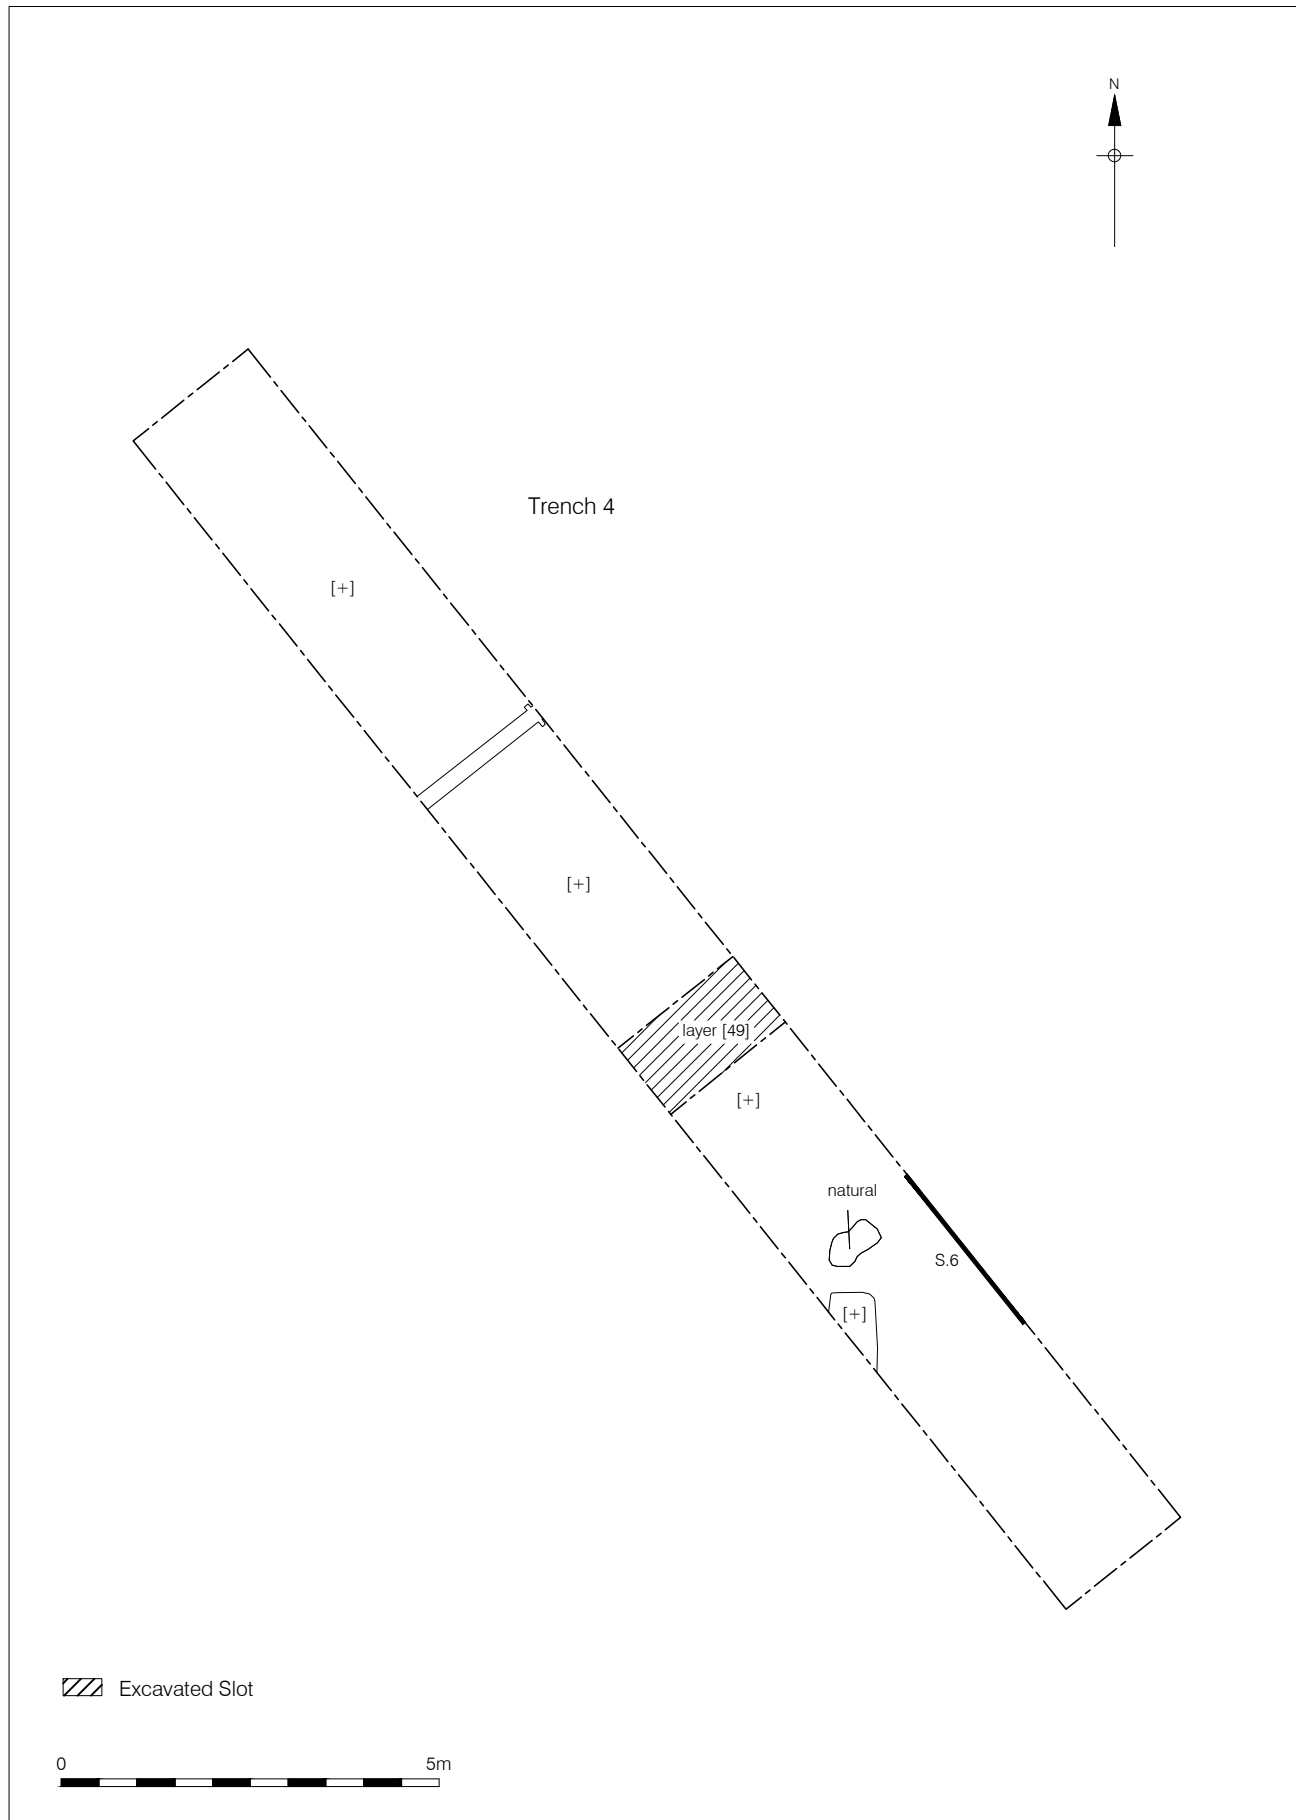 N
Trench 4
[+]
[+]
layer [49]
[+]
natural
S.6
[+]
Excavated Slot
0 5m